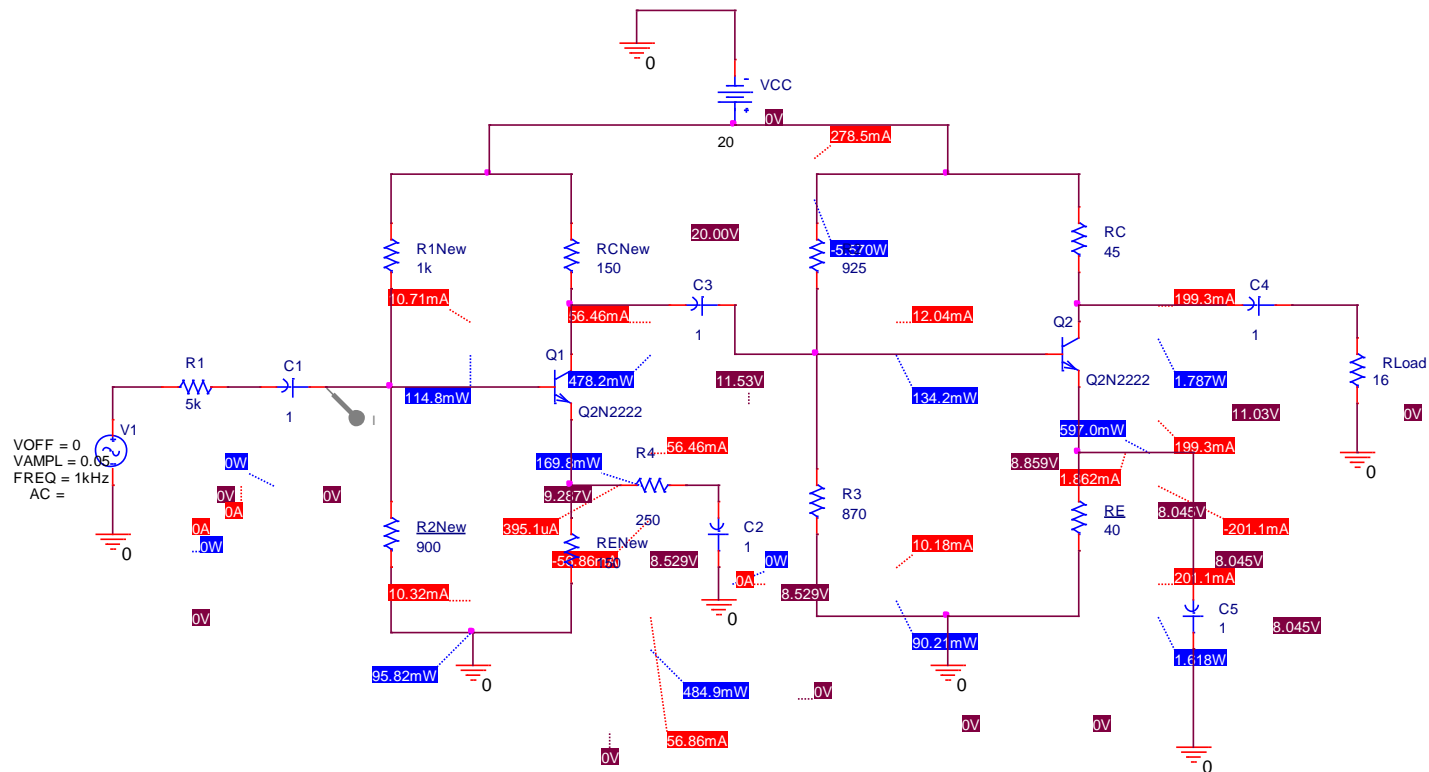 0
VCC
0V
20
278.5mA
R1New
1k
RCNew
150
20.00V
-5.570W
925
RC
45
10.71mA
56.46mA
C3
1
12.04mA
199.3mA
C4
1
Q1
Q2
R1
5k
C1
1
114.8mW
478.2mW
11.53V
134.2mW
Q2N2222
1.787W
RLoad
16
I
Q2N2222
11.03V
0V
V1
VOFF = 0
VAMPL = 0.05
FREQ = 1kHz
AC =
0W
56.46mA
R4
169.8mW
597.0mW
199.3mA
8.859V
1.862mA
0
0V
0V
0A
0A
0W
9.287V
395.1uA
250
R3
870
RE
40
8.045V
-201.1mA
0
R2New
900
RENew
150
8.529V
C2
1
0W
0A
8.529V
10.18mA
8.045V
201.1mA
10.32mA
0V
0
C5
1
8.045V
90.21mW
1.618W
95.82mW
0
484.9mW
0V
0
56.86mA
0V
0V
0V
0